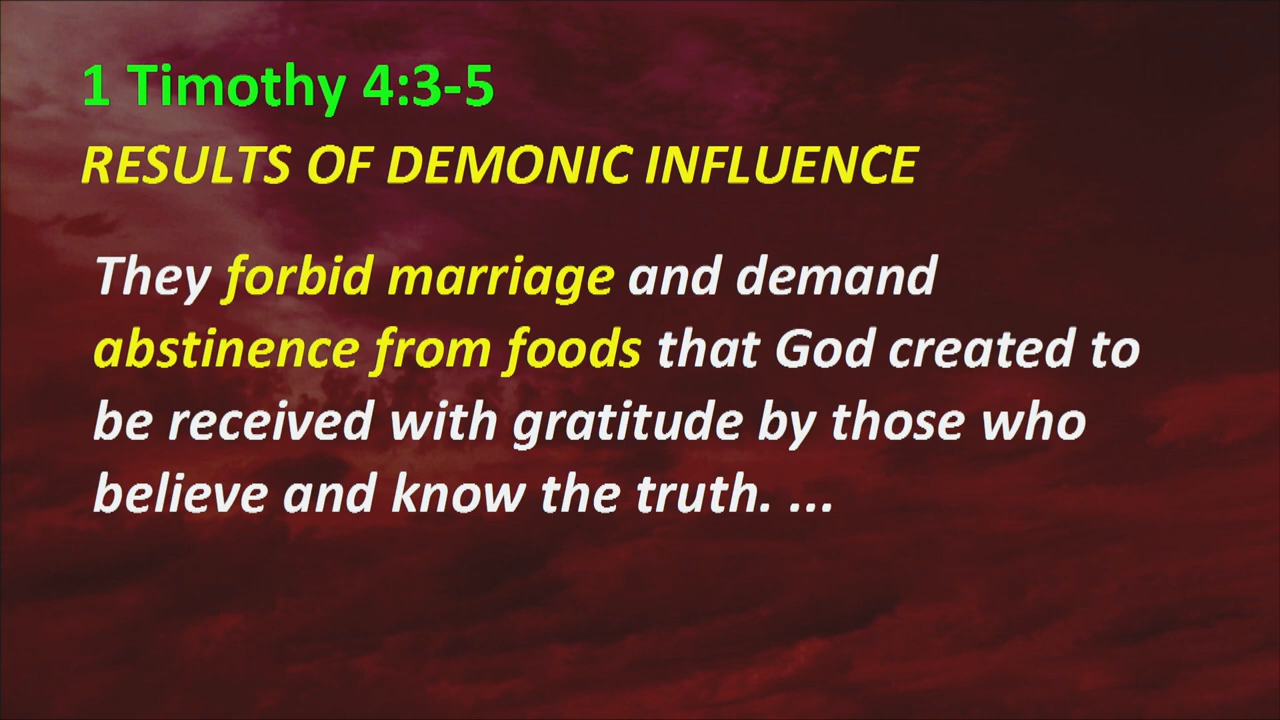 1 Timothy 4:3-5
RESULTS OF DEMONIC INFLUENCE
They forbid marriage and demand
abstinence from foods that God created to
be received with gratitude by those who
believe and know the truth. ...